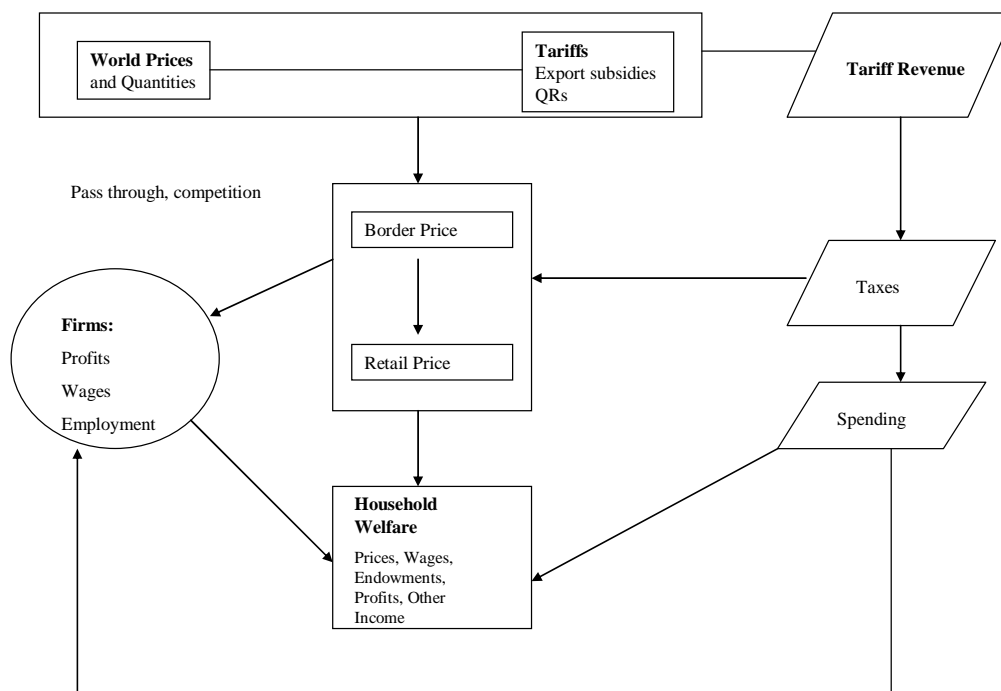 World Prices
and Quantities
Tariffs
Export subsidies
QRs
Tariff Revenue
Pass through, competition
Border Price
Taxes
Firms:
Profits
Wages
Employment
Retail Price
Spending
Household
Welfare
Prices, Wages,
Endowments,
Profits, Other
Income